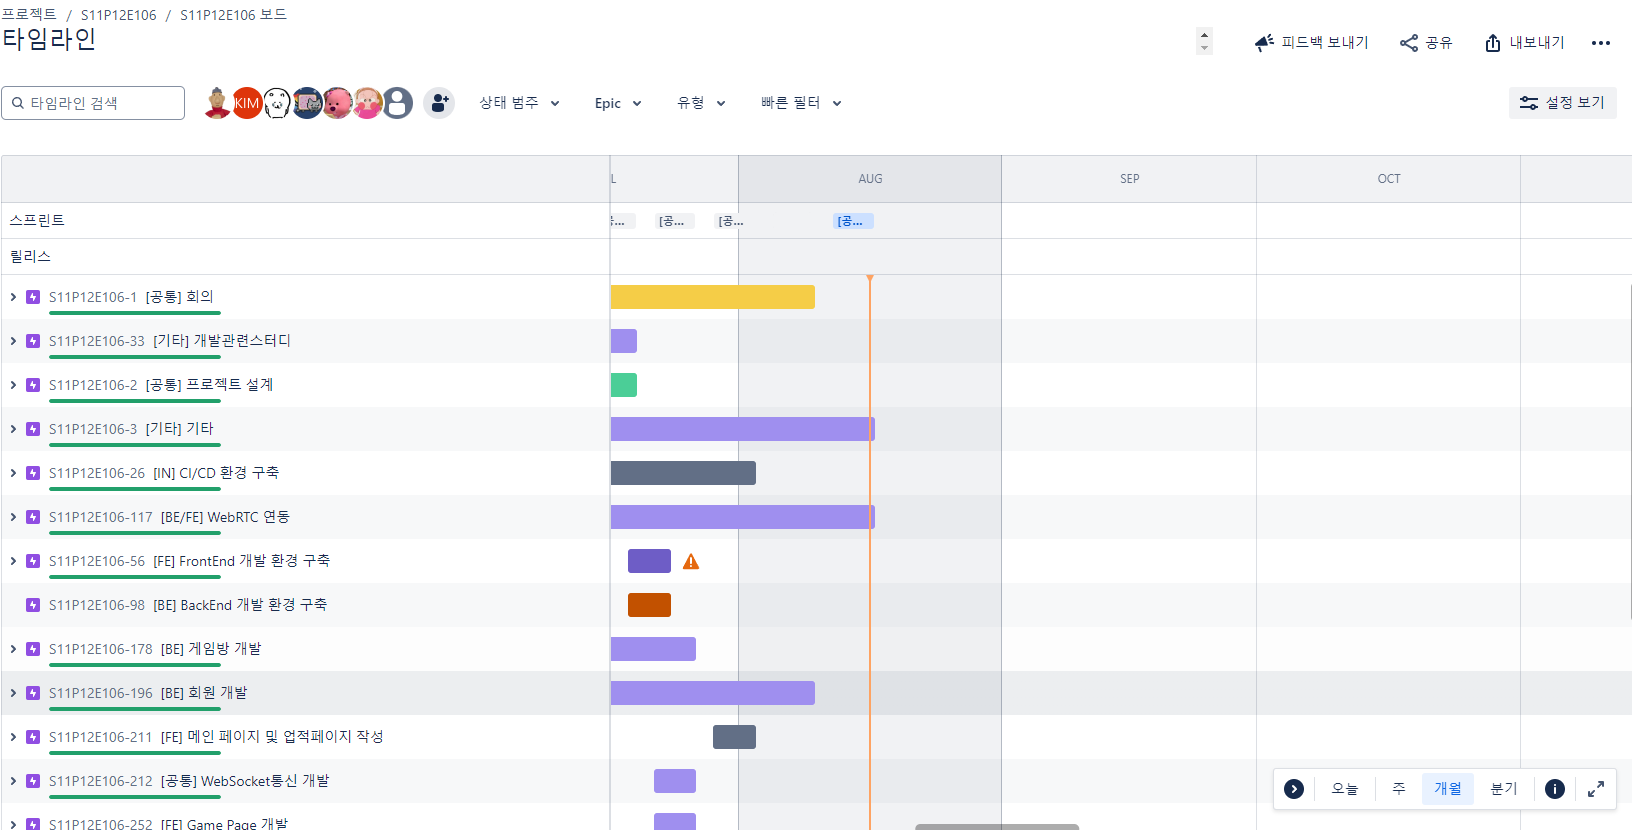 프로젝트 / S11P12E106 / S11P12E106 보드
타임라인
피드백 보내기 공유 내보내기
타임라인 검색 KIM 상태 범주 Epic 유형 빠른 필터 설정 보기
L AUG SEP OCT
스프린트 ... [공... [공... [공...
릴리스
S11P12E106-1 [공통] 회의
S11P12E106-33 [기타] 개발관련스터디
S11P12E106-2 [공통] 프로젝트 설계
S11P12E106-3 [기타] 기타
S11P12E106-26 [IN] CI/CD 환경 구축
S11P12E106-117 [BE/FE] WebRTC 연동
S11P12E106-56 [FE] FrontEnd 개발 환경 구축
S11P12E106-98 [BE] BackEnd 개발 환경 구축
S11P12E106-178 [BE] 게임방 개발
S11P12E106-196 [BE] 회원 개발
S11P12E106-211 [FE] 메인 페이지 및 업적페이지 작성
S11P12E106-212 [공통] WebSocket통신 개발
오늘 주 개월 분기
S11P12E106-252 [FE] Game Page 개발